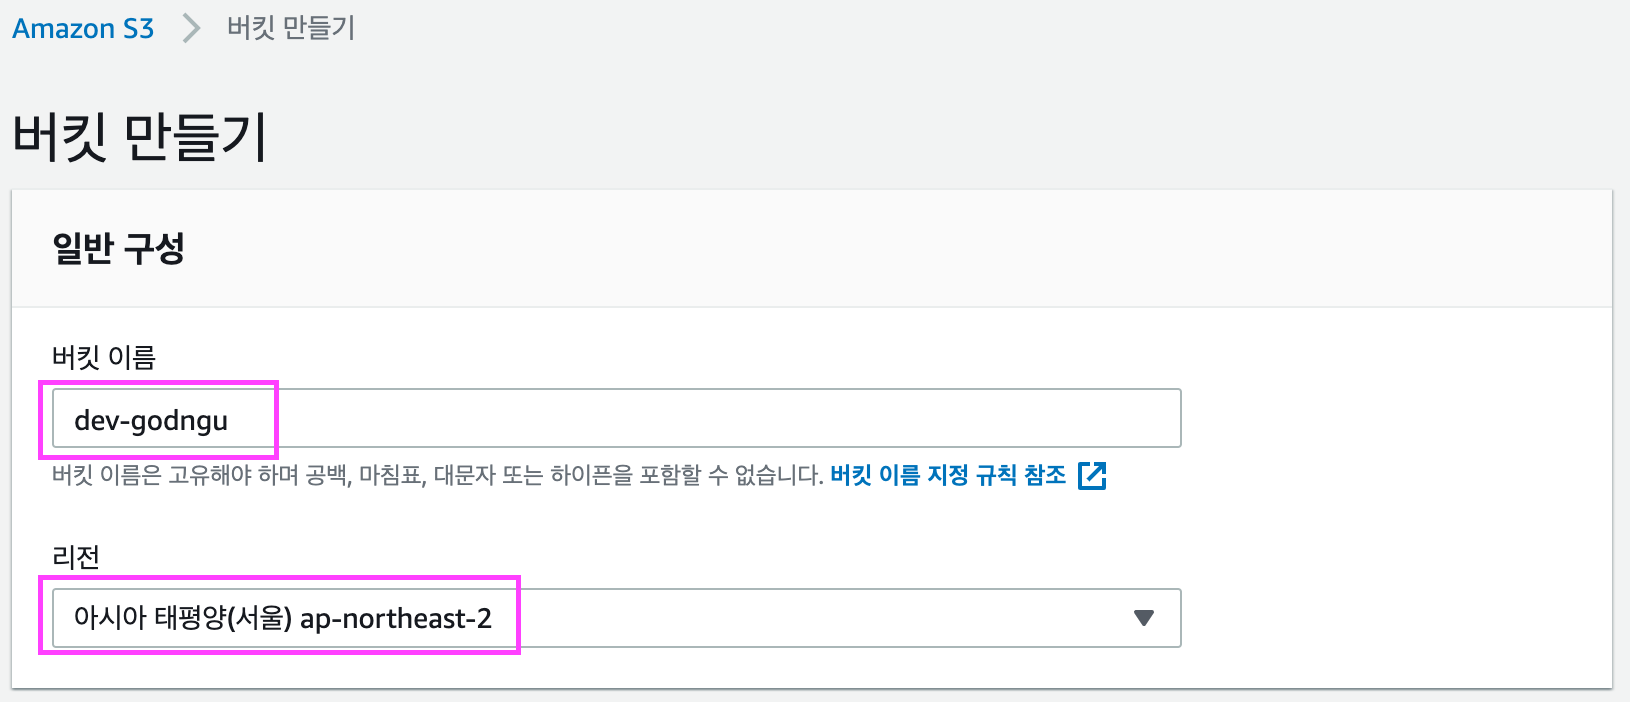 Amazon S3 > 버킷 만들기
버킷 만들기
일반 구성
버킷 이름
dev-godngu
버킷 이름은 고유해야 하며 공백, 마침표, 대문자 또는 하이픈을 포함할 수 없습니다. 버킷 이름 지정 규칙 참조
리전
아시아 태평양(서울) ap-northeast-2